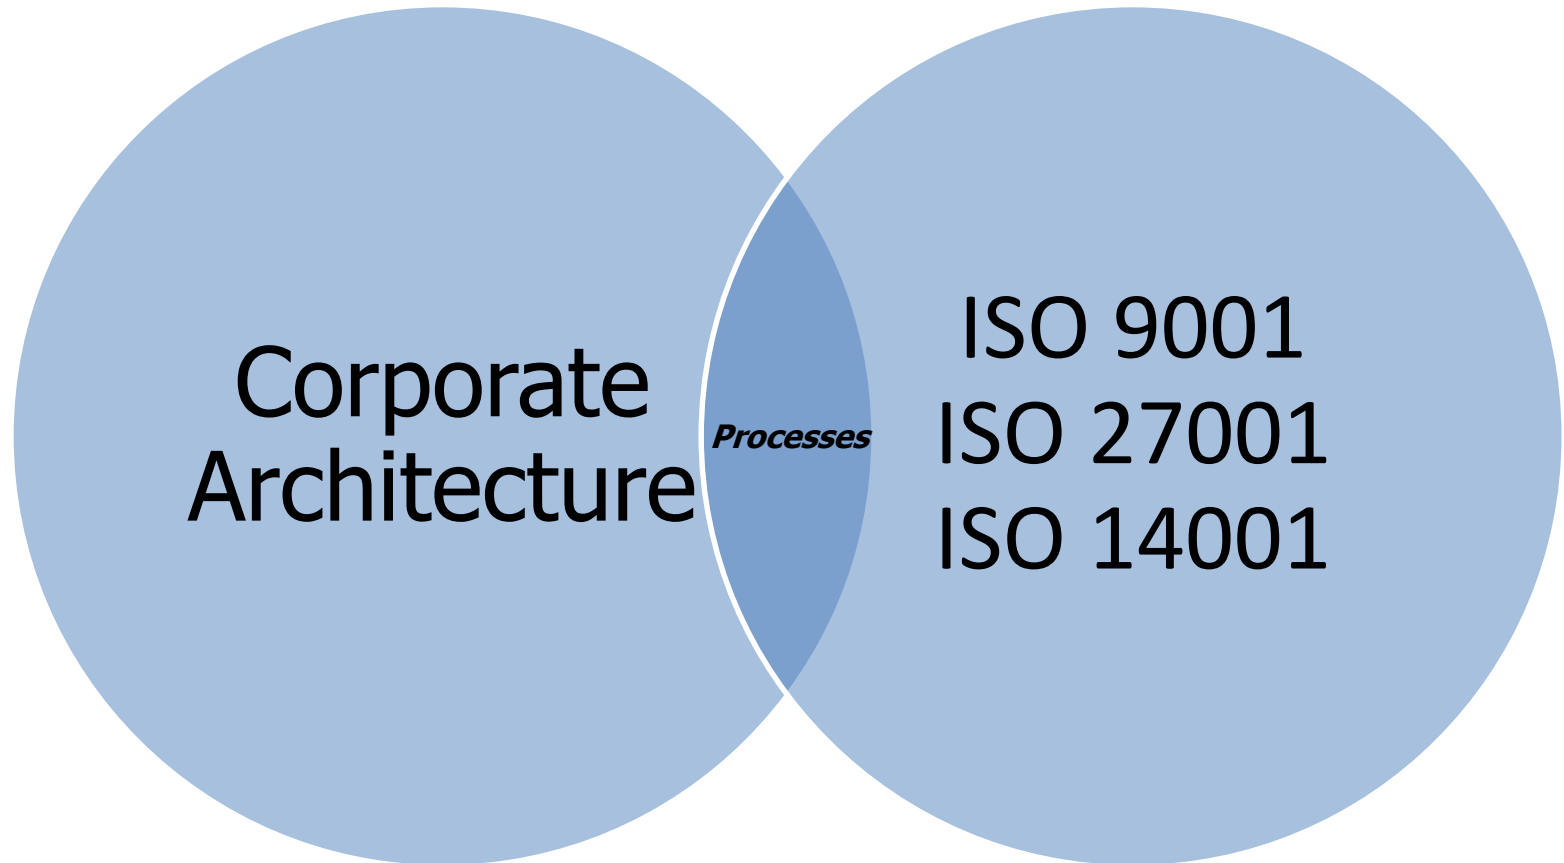 Corporate
Architecture
Processes
ISO 9001
ISO 27001
ISO 14001